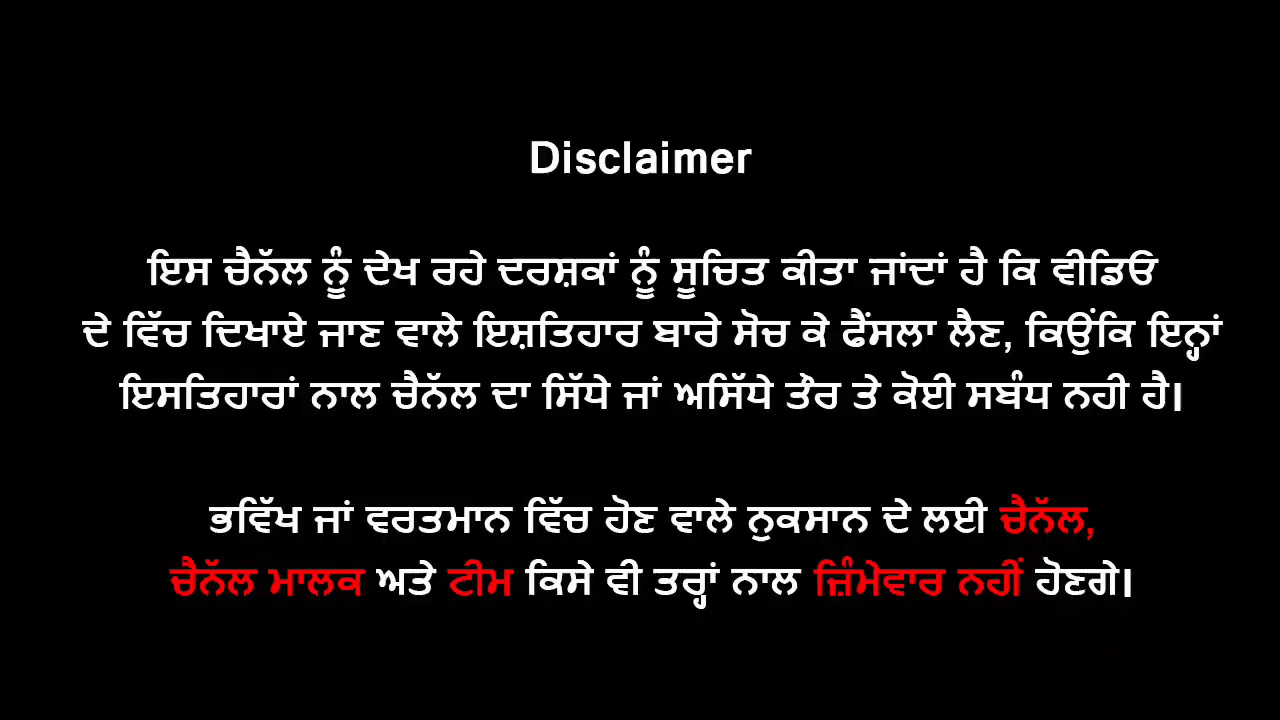 Disclaimer
ਇਸ ਚੈਨੱਲ ਨੂੰ ਦੇਖ ਰਹੇ ਦਰਸ਼ਕਾਂ ਨੂੰ ਸੂਚਿਤ ਕੀਤਾ ਜਾਂਦਾਂ ਹੈ ਕਿ ਵੀਡਿਓ
ਦੇ ਵਿੱਚ ਦਿਖਾਏ ਜਾਣ ਵਾਲੇ ਇਸ਼ਤਿਹਾਰ ਬਾਰੇ ਸੋਚ ਕੇ ਫੈਂਸਲਾ ਲੈਣ, ਕਿਉਂਕਿ ਇਨ੍ਹਾਂ
ਇਸਤਿਹਾਰਾਂ ਨਾਲ ਚੈਨੱਲ ਦਾ ਸਿੱਧੇ ਜਾਂ ਅਸਿੱਧੇ ਤੌਰ ਤੇ ਕੋਈ ਸਬੰਧ ਨਹੀ ਹੈ।
ਭਵਿੱਖ ਜਾਂ ਵਰਤਮਾਨ ਵਿੱਚ ਹੋਣ ਵਾਲੇ ਨੁਕਸਾਨ ਦੇ ਲਈ ਚੈਨੱਲ,
ਚੈਨੱਲ ਮਾਲਕ ਅਤੇ ਟੀਮ ਕਿਸੇ ਵੀ ਤਰ੍ਹਾਂ ਨਾਲ ਜ਼ਿੰਮੇਵਾਰ ਨਹੀਂ ਹੋਣਗੇ।